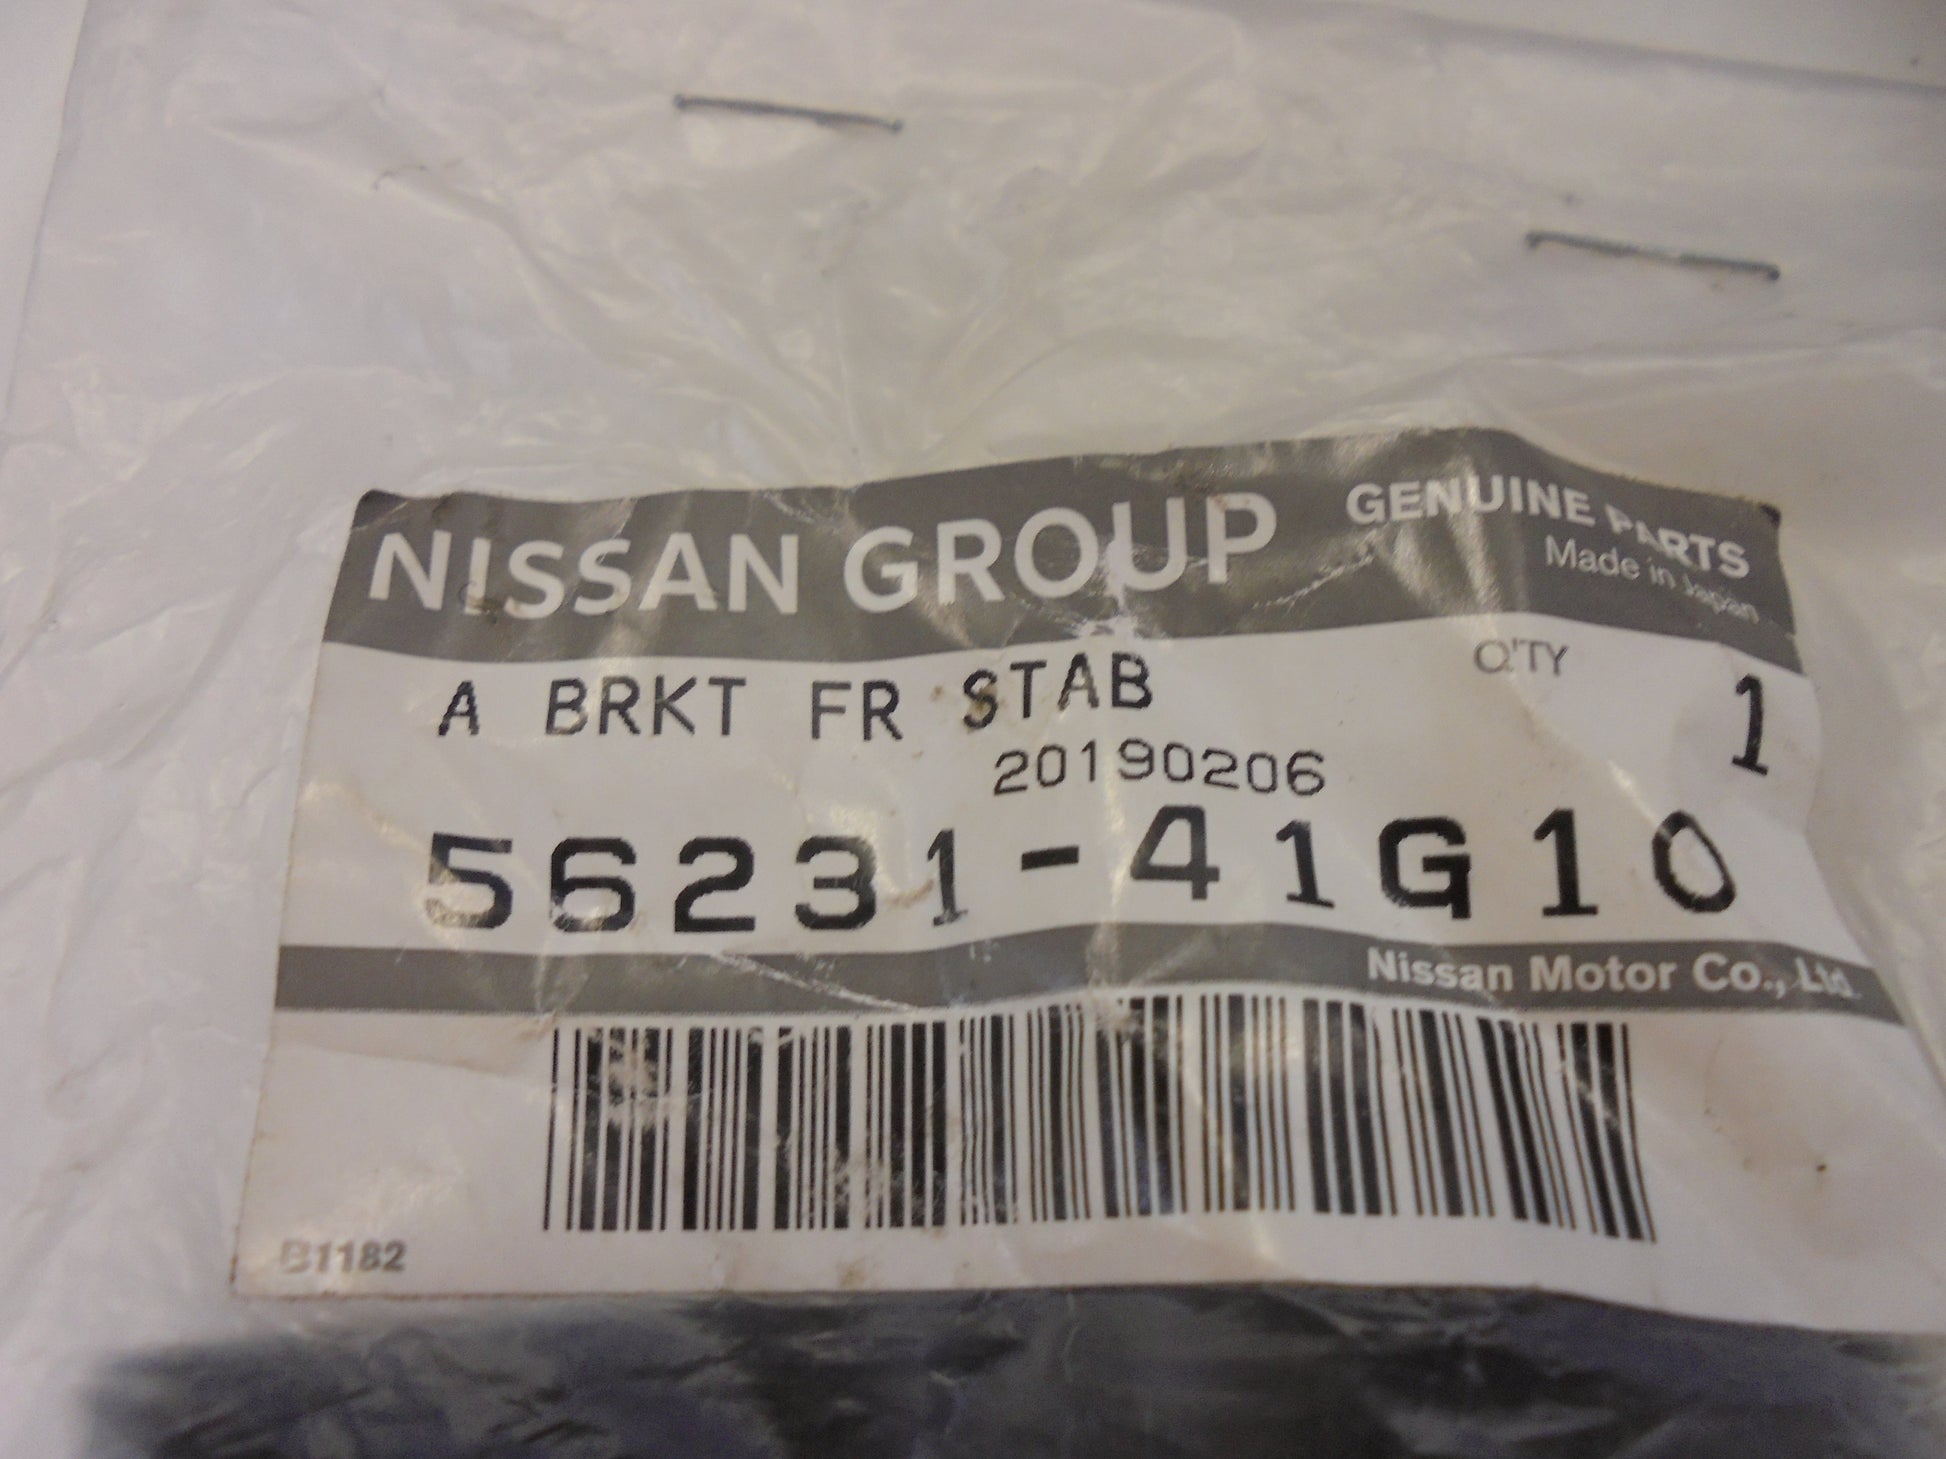 NISSAN GROUP
GENUINE PARTS
Made in Japan
A BRKT FR STAB
Q'TY 1
20190206
56231-41G10
Nissan Motor Co., Ltd.
B1182